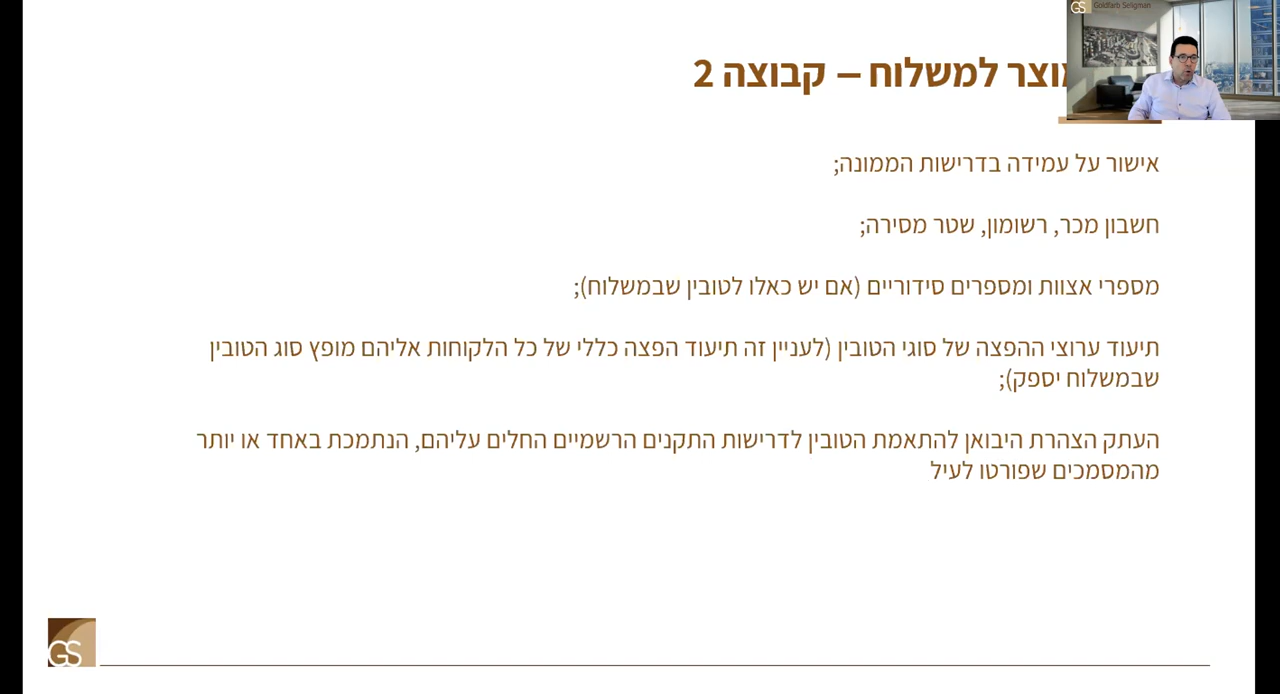 למשלוח – קבוצה 2
אישור על עמידה בדרישות הממונה;
חשבון מכר, רשומון, שטר מסירה;
מספרי אצוות ומספרים סידוריים (אם יש כאלו לטובין שבמשלוח);
תיעוד ערוצי ההפצה של סוגי הטובין (לעניין זה תיעוד הפצה כללי של כל הלקוחות אליהם מופץ סוג הטובין
שבמשלוח יספק);
העתק הצהרת היבואן להתאמת הטובין לדרישות התקנים הרשמיים החלים עליהם, הנתמכת באחד או יותר
מהמסמכים שפורטו לעיל
GS Goldfarb Seligman
GS